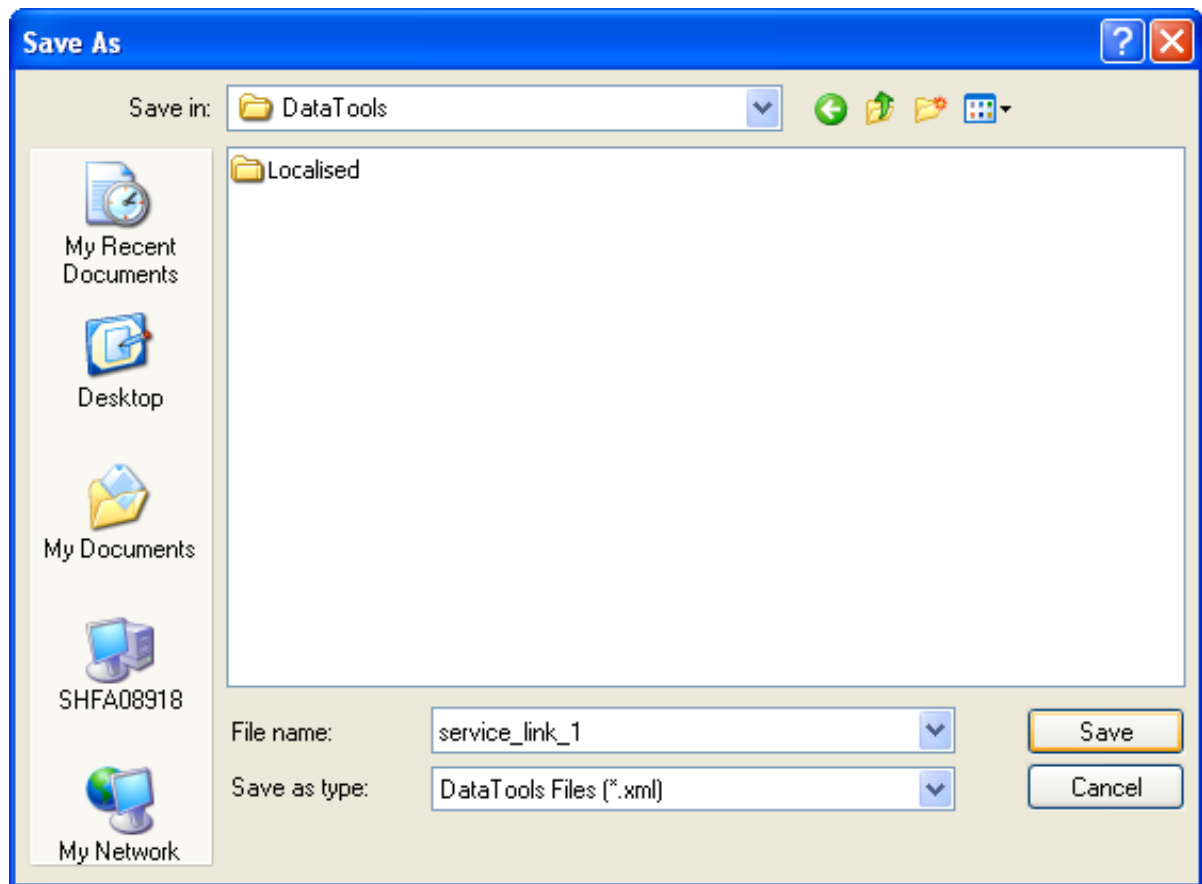 Save As
Save in: DataTools
Localised
My Recent
Documents
Desktop
My Documents
SHFA08918
My Network
File name: service_link_1 Save
Save as type: DataTools Files (*.xml) Cancel